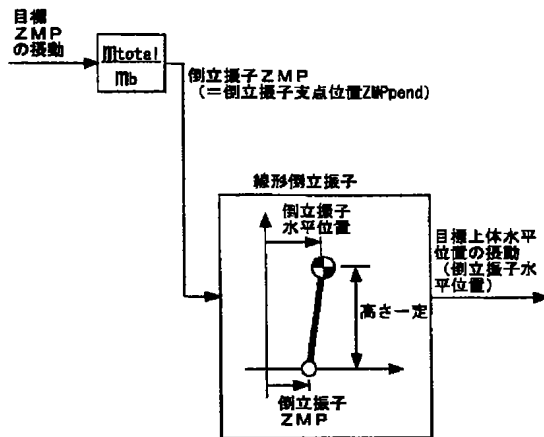 目標
ZMP
の摂動
mtotal
mb
倒立振子ZMP
(=倒立振子支点位置ZMPpend)
線形倒立振子
倒立振子
水平位置
高さ一定
倒立振子
ZMP
目標上体水平
位置の摂動
(倒立振子水
平位置)